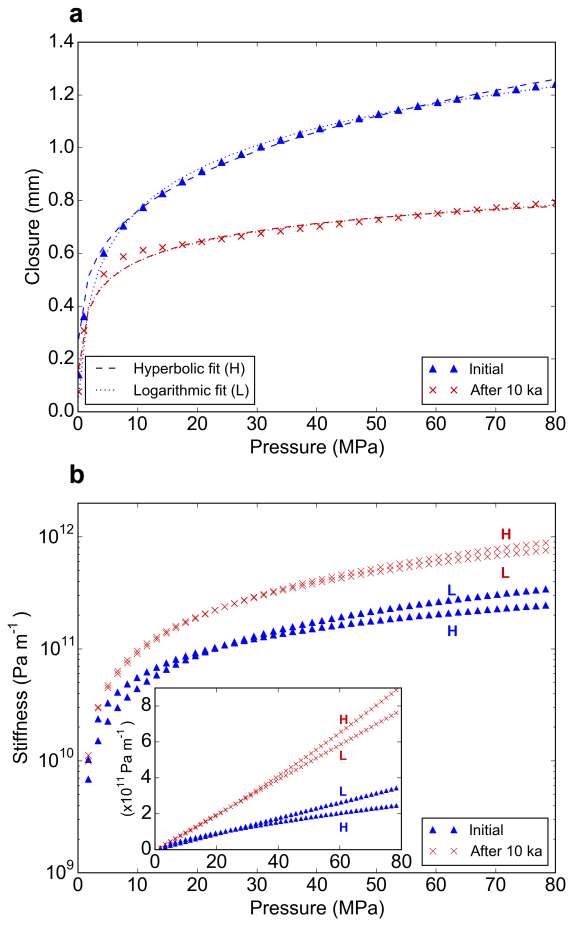 a
1.4
1.2
1.0
0.8
0.6
0.4
0.2
0.0
Closure (mm)
Hyperbolic fit (H)
Logarithmic fit (L)
Initial
After 10 ka
0 10 20 30 40 50 60 70 80
Pressure (MPa)
b
10^12
10^11
10^10
10^9
Stiffness (Pa m^-1 )
H
L
L
H
8
6
4
2
0
(x10^11 Pa m^-1 )
H
L
L
H
0 20 40 60 80
Initial
After 10 ka
0 10 20 30 40 50 60 70 80
Pressure (MPa)